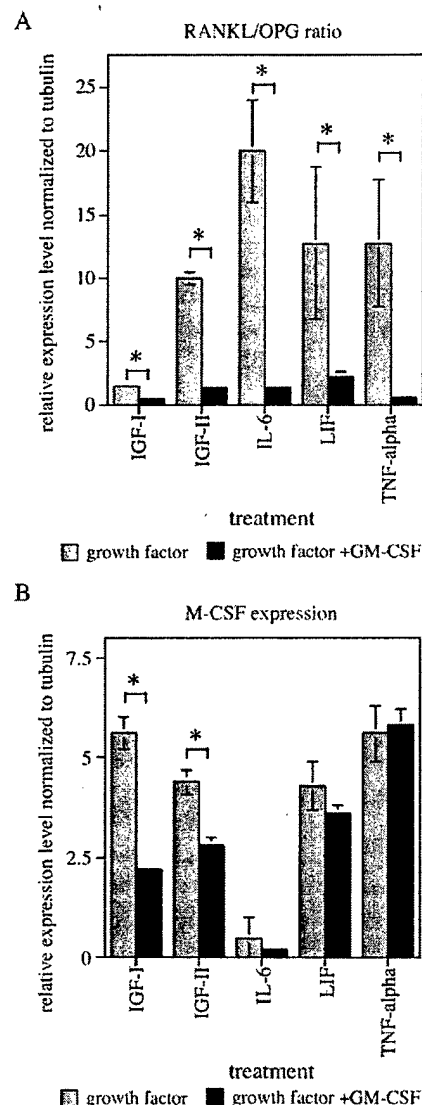 A
RANKL/OPG ratio
relative expression level normalized to tubulin
25
20
15
10
5
0
*
*
*
*
*
IGF-I
IGF-II
IL-6
LIF
TNF-alpha
treatment
growth factor growth factor +GM-CSF
B
M-CSF expression
relative expression level normalized to tubulin
7.5
5
2.5
0
*
*
IGF-I
IGF-II
IL-6
LIF
TNF-alpha
treatment
growth factor growth factor +GM-CSF